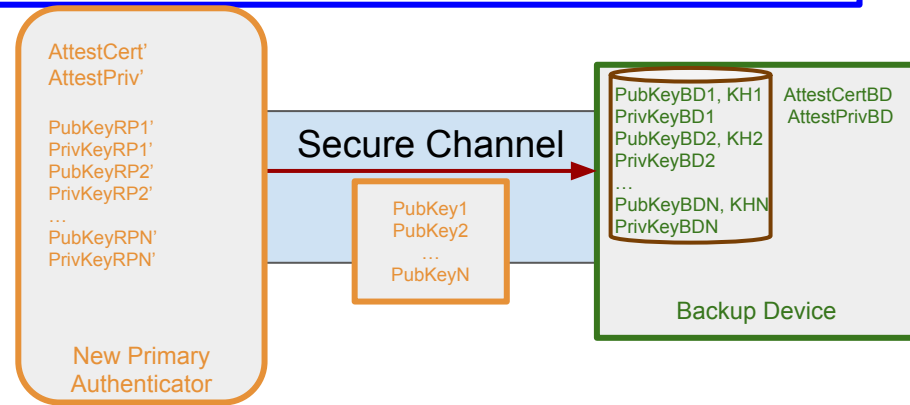 AttestCert’
AttestPriv’
PubKeyRP1’
PrivKeyRP1’
PubKeyRP2’
PrivKeyRP2’
…
PubKeyRPN’
PrivKeyRPN’
New Primary
Authenticator
Secure Channel
PubKey1
PubKey2
…
PubKeyN
PubKeyBD1, KH1
PrivKeyBD1
PubKeyBD2, KH2
PrivKeyBD2
…
PubKeyBDN, KHN
PrivKeyBDN
AttestCertBD
AttestPrivBD
Backup Device